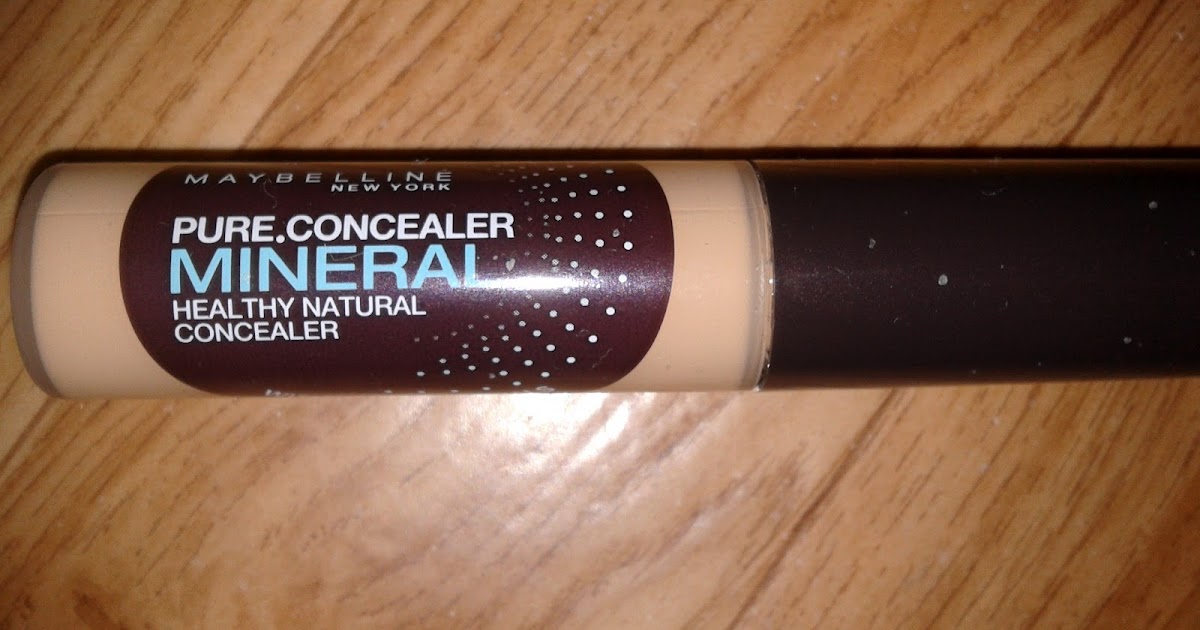 MAYBELLINE
NEW YORK
PURE.CONCEALER
MINERAL
HEALTHY NATURAL
CONCEALER